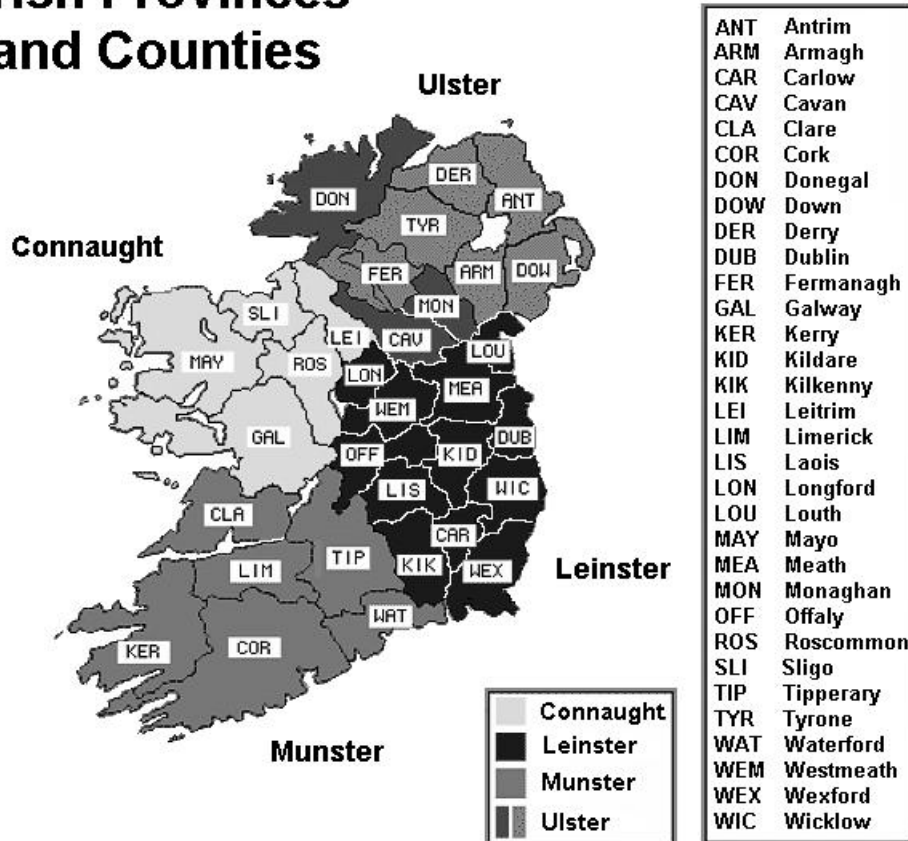 rish Provinces
and Counties
Ulster
Connaught
Leinster
Munster
DON
DER
ANT
TYR
FER
ARM
DOW
MON
SLI
LEI
CAV
LOU
MAY
ROS
LON
MEA
WEM
GAL
OFF
KID
DUB
LIS
WIC
CLA
CAR
TIP
LIM
KIK
WEX
WAT
KER
COR
Connaught
Leinster
Munster
Ulster
ANT Antrim
ARM Armagh
CAR Carlow
CAV Cavan
CLA Clare
COR Cork
DON Donegal
DOW Down
DER Derry
DUB Dublin
FER Fermanagh
GAL Galway
KER Kerry
KID Kildare
KIK Kilkenny
LEI Leitrim
LIM Limerick
LIS Laois
LON Longford
LOU Louth
MAY Mayo
MEA Meath
MON Monaghan
OFF Offaly
ROS Roscommon
SLI Sligo
TIP Tipperary
TYR Tyrone
WAT Waterford
WEM Westmeath
WEX Wexford
WIC Wicklow